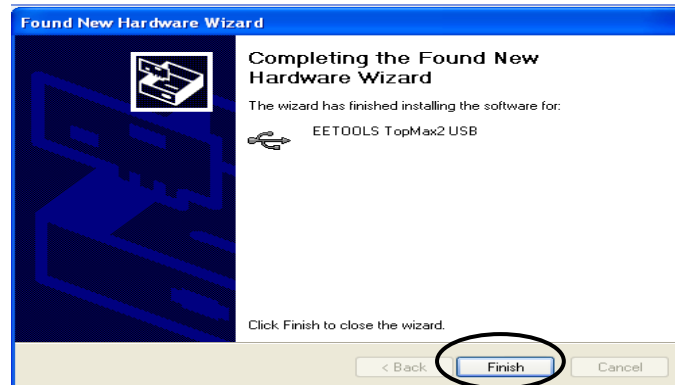 Found New Hardware Wizard
Completing the Found New
Hardware Wizard
The wizard has finished installing the software for:
EETOOLS TopMax2 USB
Click Finish to close the wizard.
< Back
Finish
Cancel